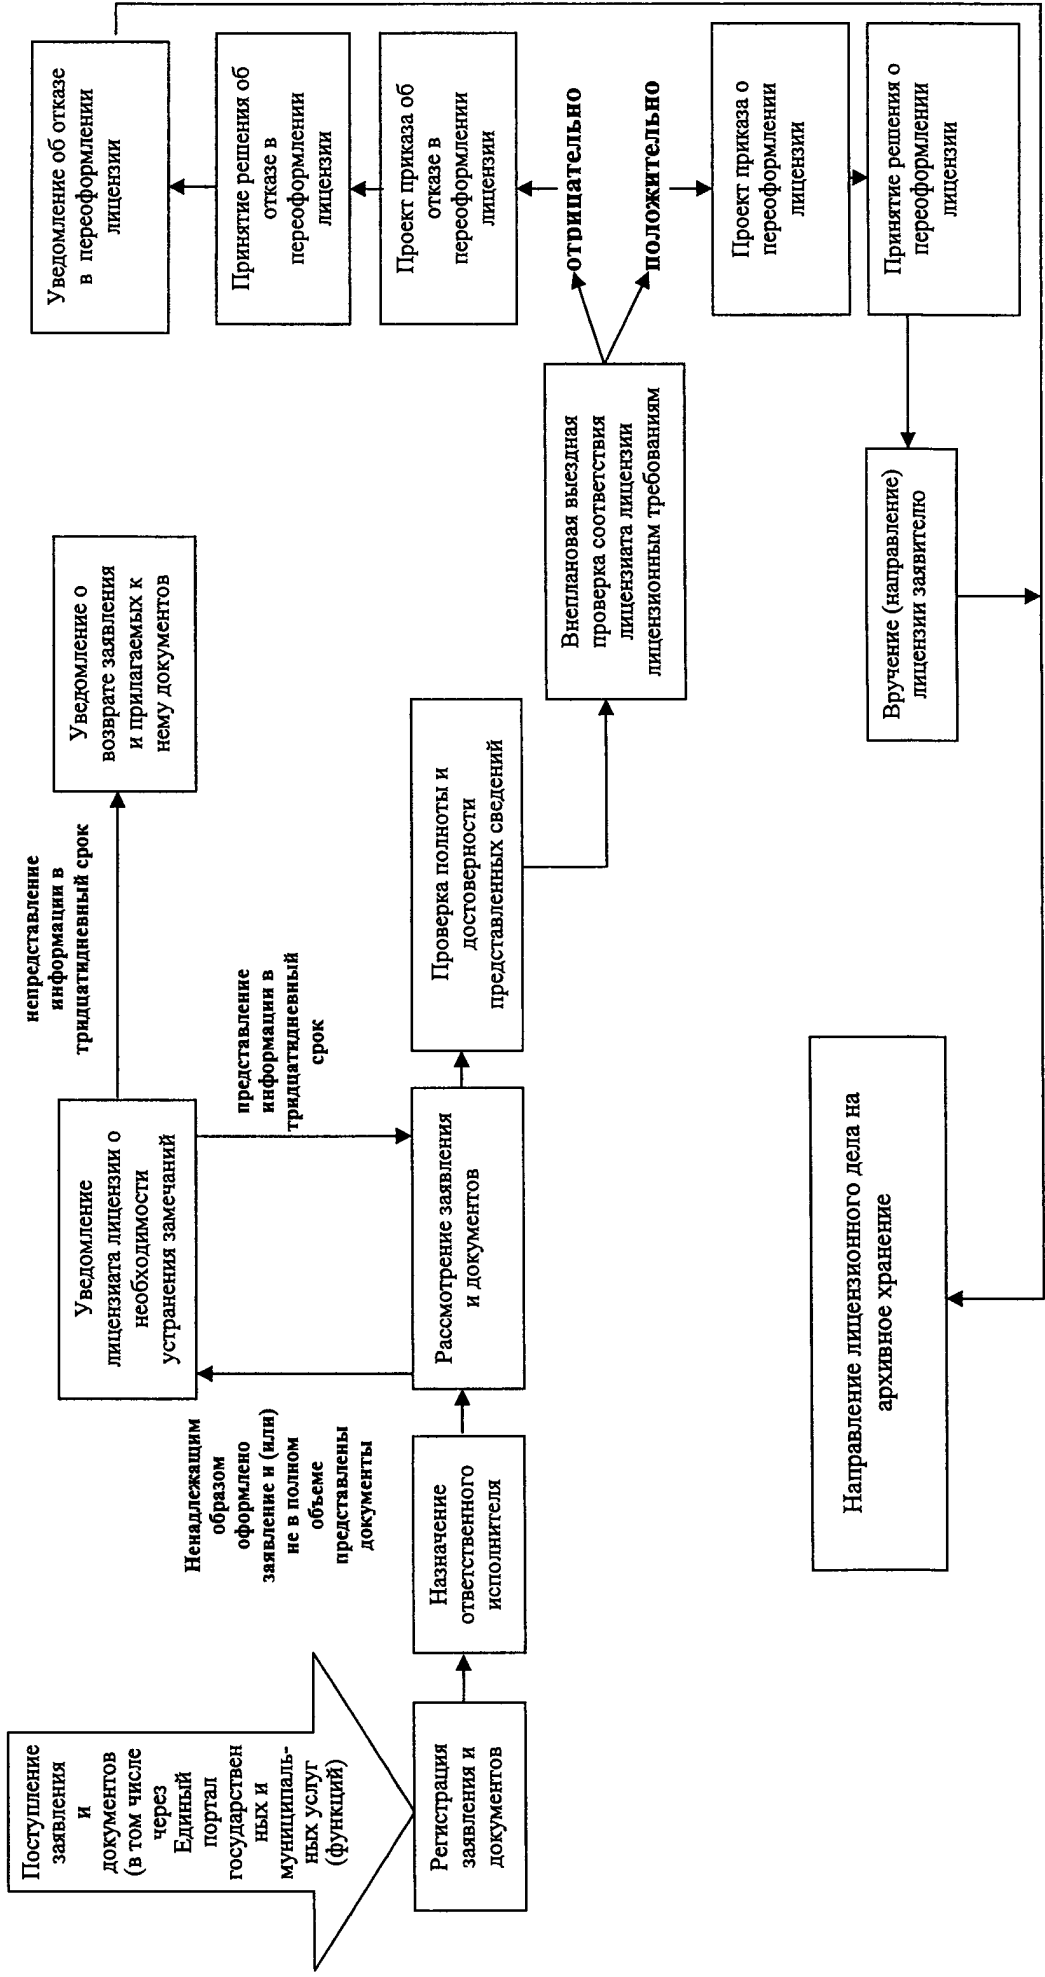 Поступление
заявления
и
документов
(в том числе
через
Единый
портал
государствен
ных и
муниципаль-
ных услуг
(функций)
Регистрация
заявления и
документов
Назначение
ответственного
исполнителя
Ненадлежащим
образом
оформлено
заявление и (или)
не в полном
объеме
представлены
документы
Рассмотрение заявления
и документов
Уведомление
лицензиата лицензии о
необходимости
устранения замечаний
представление
информации в
тридцатидневный
срок
непредставление
информации в
тридцатидневный срок
Уведомление о
возврате заявления
и прилагаемых к
нему документов
Проверка полноты и
достоверности
представленных сведений
Внеплановая выездная
проверка соответствия
лицензиата лицензии
лицензионным требованиям
отрицательно
положительно
Проект приказа об
отказе в
переоформлении
лицензии
Принятие решения об
отказе в
переоформлении
лицензии
Уведомление об отказе
в переоформлении
лицензии
Проект приказа о
переоформлении
лицензии
Принятие решения о
переоформлении
лицензии
Вручение (направление)
лицензии заявителю
Направление лицензионного дела на
архивное хранение